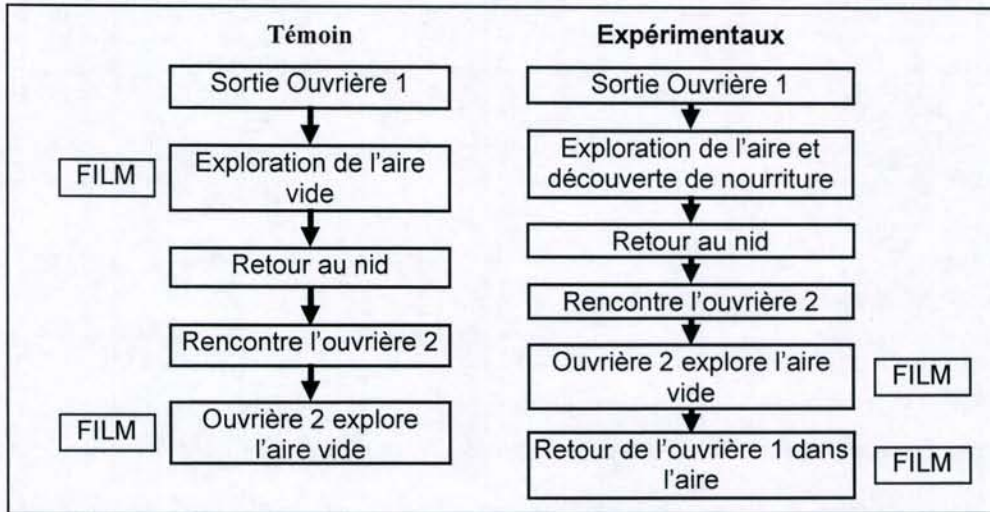 Témoin
Sortie Ouvrière 1
FILM
Exploration de l'aire
vide
Retour au nid
Rencontre l'ouvrière 2
FILM
Ouvrière 2 explore
l'aire vide
Expérimentaux
Sortie Ouvrière 1
Exploration de l'aire et
découverte de nourriture
Retour au nid
Rencontre l'ouvrière 2
Ouvrière 2 explore l'aire
vide
FILM
Retour de l'ouvrière 1 dans
l'aire
FILM